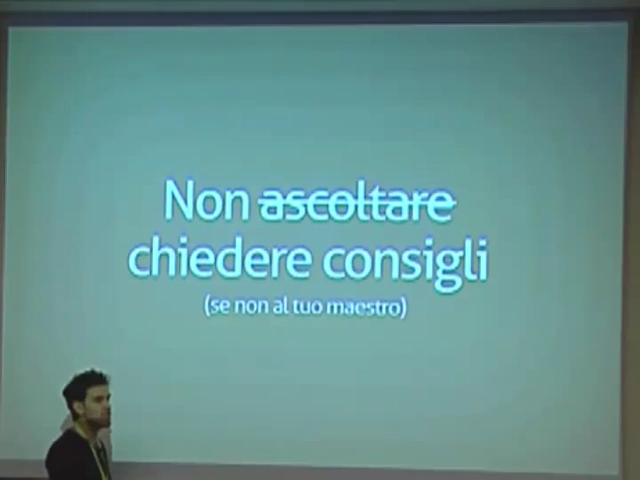 Non ascoltare
chiedere consigli
(se non al tuo maestro)